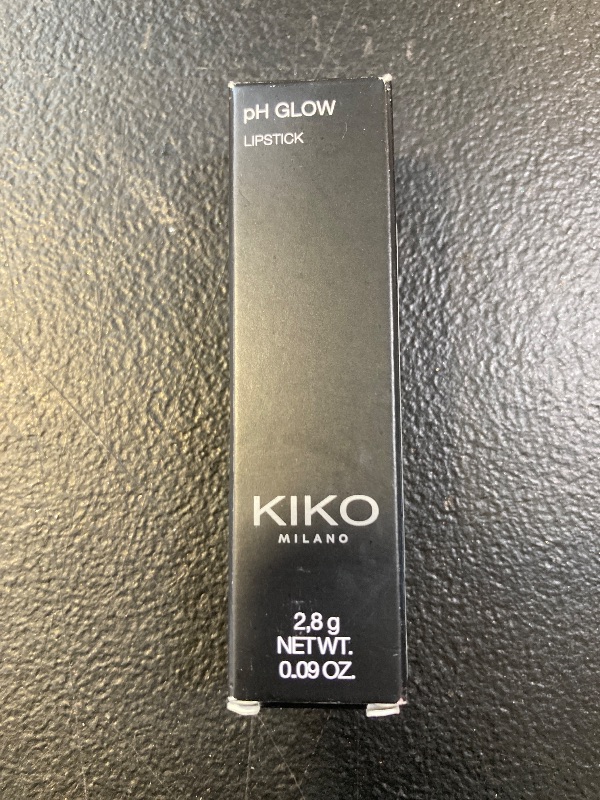 pH GLOW
LIPSTICK
KIKO
MILANO
2,8 g
NET WT.
0.09 OZ.